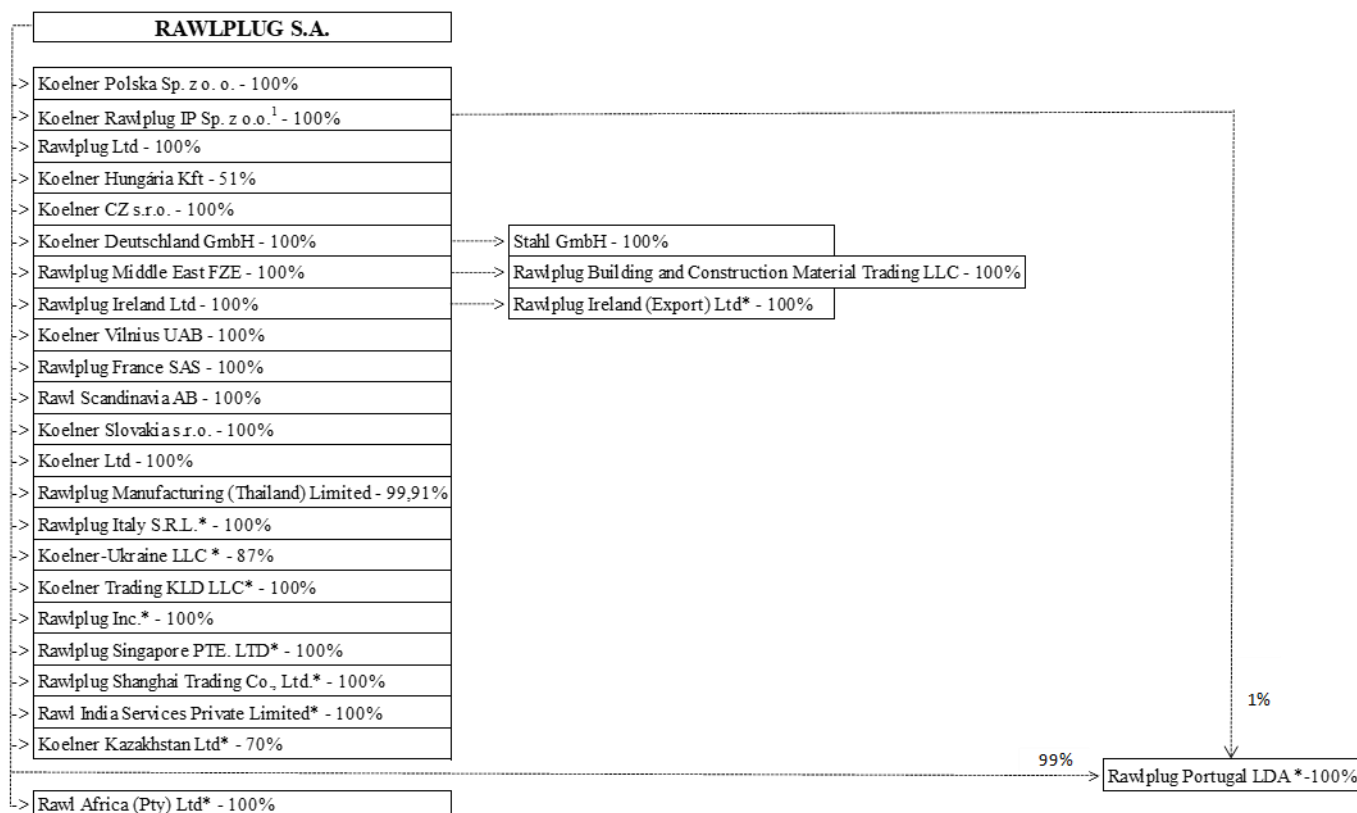 RAWLPLUG S.A.
Koelner Polska Sp. z o. o. - 100%
Koelner Rawlplug IP Sp. z o.o.¹ - 100%
Rawlplug Ltd - 100%
Koelner Hungária Kft - 51%
Koelner CZ s.r.o. - 100%
Koelner Deutschland GmbH - 100%
Stahl GmbH - 100%
Rawlplug Middle East FZE - 100%
Rawlplug Building and Construction Material Trading LLC - 100%
Rawlplug Ireland Ltd - 100%
Rawlplug Ireland (Export) Ltd* - 100%
Koelner Vilnius UAB - 100%
Rawlplug France SAS - 100%
Rawl Scandinavia AB - 100%
Koelner Slovakia s.r.o. - 100%
Koelner Ltd - 100%
Rawlplug Manufacturing (Thailand) Limited - 99,91%
Rawlplug Italy S.R.L.* - 100%
Koelner-Ukraine LLC * - 87%
Koelner Trading KLD LLC* - 100%
Rawlplug Inc.* - 100%
Rawlplug Singapore PTE. LTD* - 100%
Rawlplug Shanghai Trading Co., Ltd.* - 100%
Rawl India Services Private Limited* - 100%
1%
Koelner Kazakhstan Ltd* - 70%
99%
Rawlplug Portugal LDA *-100%
Rawl Africa (Pty) Ltd* - 100%